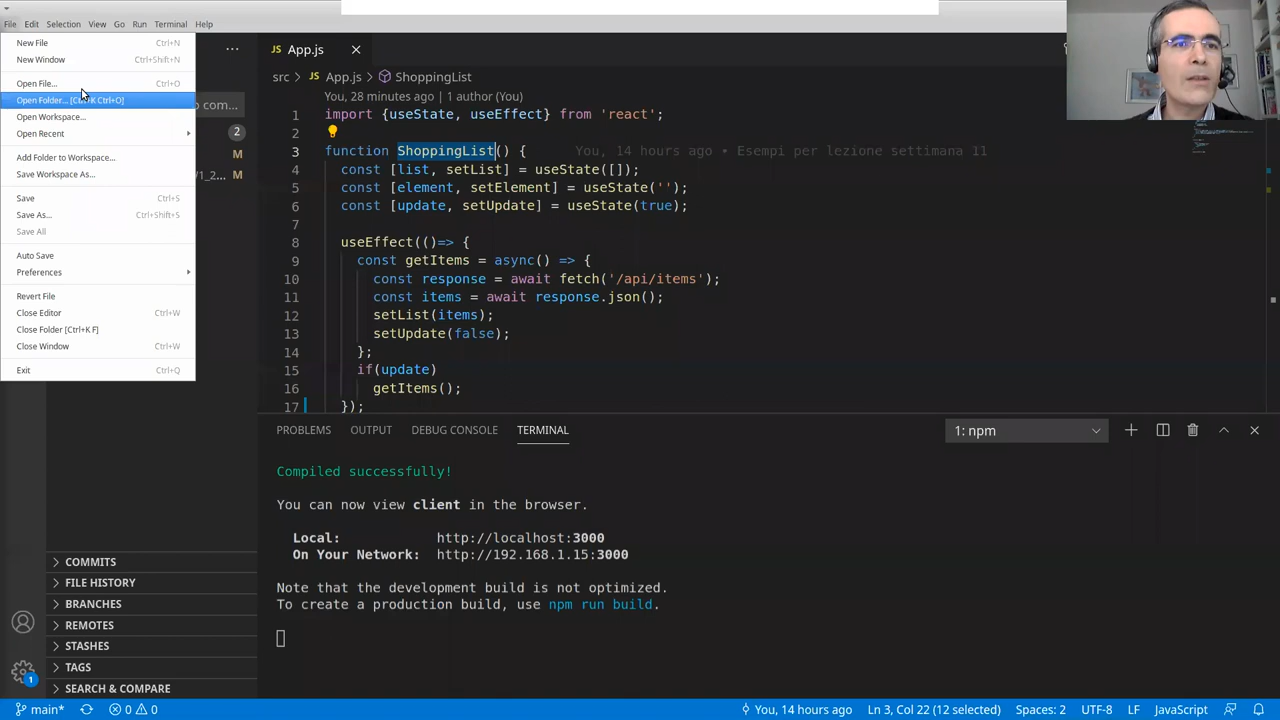 File Edit Selection View Go Run Terminal Help
New File Ctrl+N
New Window Ctrl+Shift+N
Open File... Ctrl+O
Open Folder... [Ctrl+K Ctrl+O]
Open Workspace...
Open Recent
Add Folder to Workspace...
Save Workspace As...
Save Ctrl+S
Save As... Ctrl+Shift+S
Save All
Auto Save
Preferences
Revert File
Close Editor Ctrl+W
Close Folder [Ctrl+K F]
Close Window Ctrl+W
Exit Ctrl+Q
o com...
2
M
/1_2... M
COMMITS
FILE HISTORY
BRANCHES
REMOTES
STASHES
TAGS
SEARCH & COMPARE
1
JS App.js
src > JS App.js > ShoppingList
You, 28 minutes ago | 1 author (You)
1 import {useState, useEffect} from 'react';
2
3 function ShoppingList() { You, 14 hours ago • Esempi per lezione settimana 11
4 const [list, setList] = useState([]);
5 const [element, setElement] = useState('');
6 const [update, setUpdate] = useState(true);
7
8 useEffect(()=> {
9 const getItems = async() => {
10 const response = await fetch('/api/items');
11 const items = await response.json();
12 setList(items);
13 setUpdate(false);
14 };
15 if(update)
16 getItems();
17 });
PROBLEMS OUTPUT DEBUG CONSOLE TERMINAL 1: npm
Compiled successfully!
You can now view client in the browser.
Local: http://localhost:3000
On Your Network: http://192.168.1.15:3000
Note that the development build is not optimized.
To create a production build, use npm run build.
main* 0 0 You, 14 hours ago Ln 3, Col 22 (12 selected) Spaces: 2 UTF-8 LF JavaScript